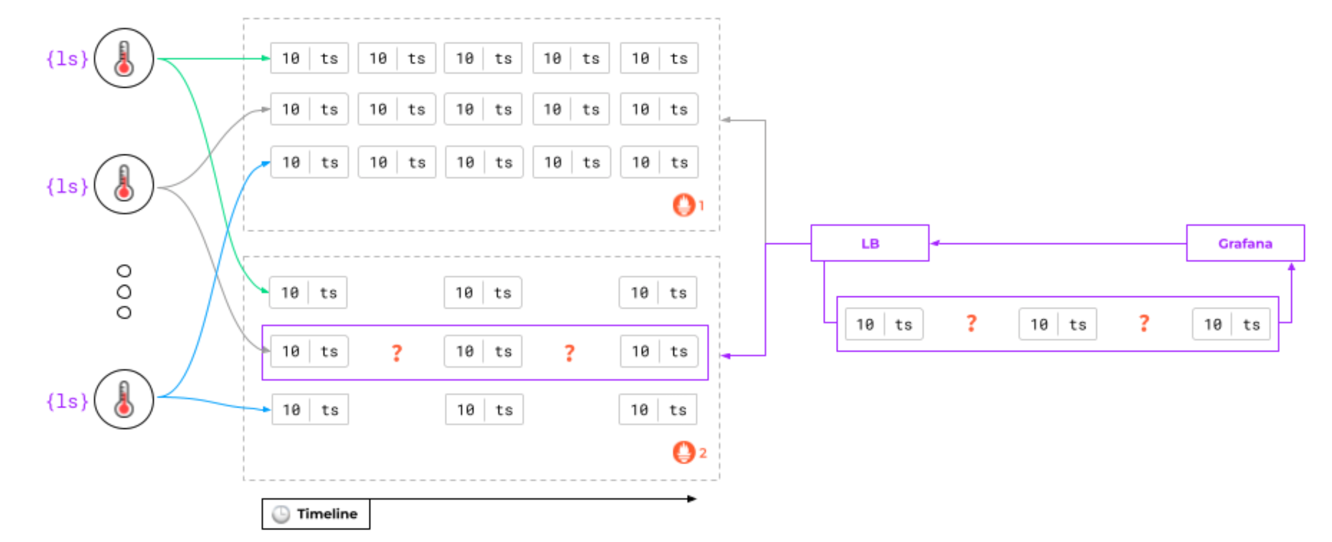 {ls} 10 ts 10 ts 10 ts 10 ts 10 ts
10 ts 10 ts 10 ts 10 ts 10 ts
{ls} 10 ts 10 ts 10 ts 10 ts 10 ts
1
LB Grafana
10 ts 10 ts 10 ts
10 ts ? 10 ts ? 10 ts
10 ts ? 10 ts ? 10 ts
{ls} 10 ts 10 ts 10 ts
2
Timeline